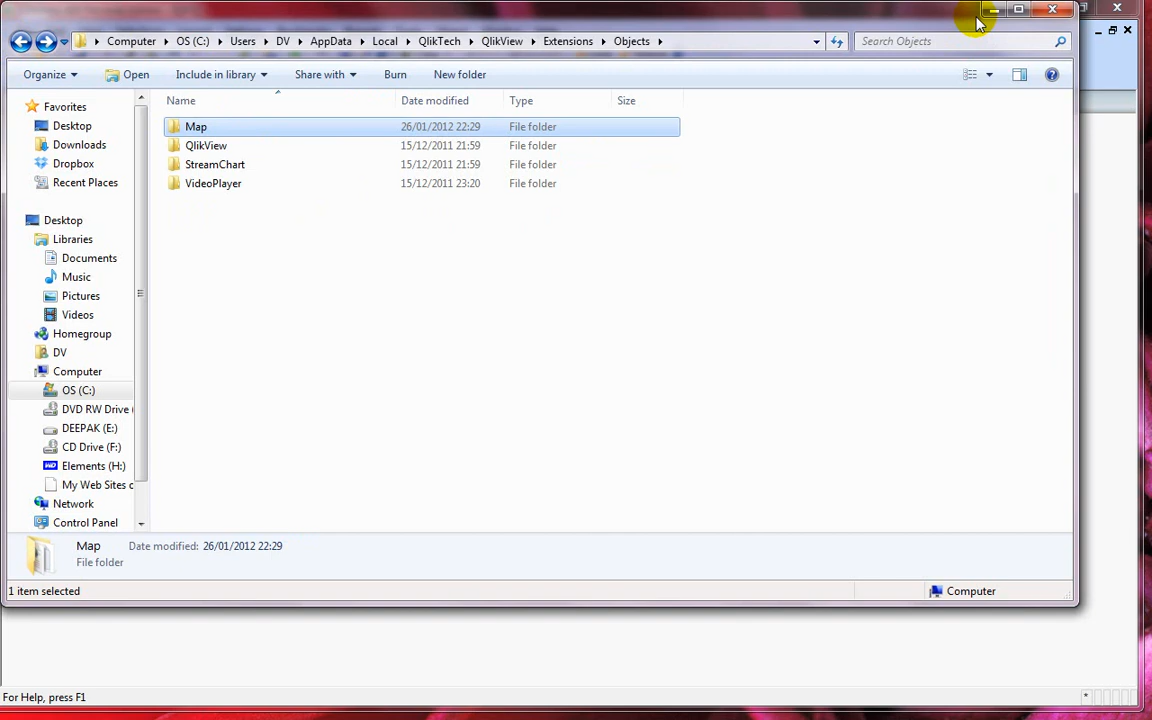 Computer OS (C:) Users DV AppData Local QlikTech QlikView Extensions Objects Search Objects
Organize Open Include in library Share with Burn New folder
Name Date modified Type Size
Favorites
Desktop
Downloads
Dropbox
Recent Places
Desktop
Libraries
Documents
Music
Pictures
Videos
Homegroup
DV
Computer
OS (C:)
DVD RW Drive (
DEEPAK (E:)
CD Drive (F:)
Elements (H:)
My Web Sites c
Network
Control Panel
Map 26/01/2012 22:29 File folder
QlikView 15/12/2011 21:59 File folder
StreamChart 15/12/2011 21:59 File folder
VideoPlayer 15/12/2011 23:20 File folder
Map Date modified: 26/01/2012 22:29
File folder
1 item selected Computer
For Help, press F1